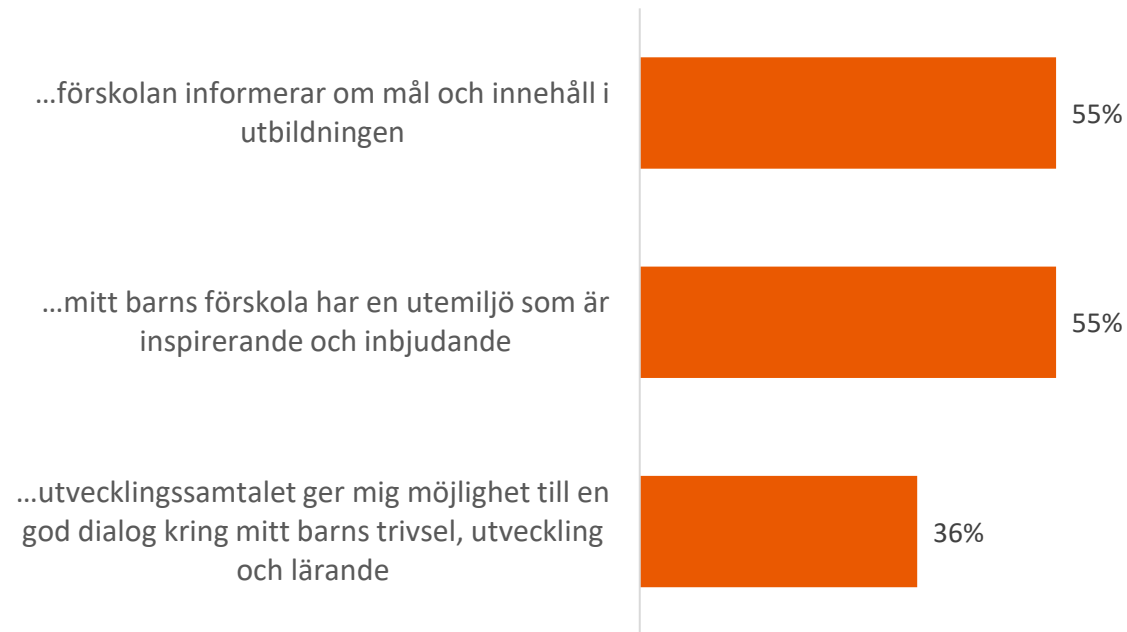 ...förskolan informerar om mål och innehåll i
utbildningen
55%
...mitt barns förskola har en utemiljö som är
inspirerande och inbjudande
55%
...utvecklingssamtalet ger mig möjlighet till en
god dialog kring mitt barns trivsel, utveckling
och lärande
36%